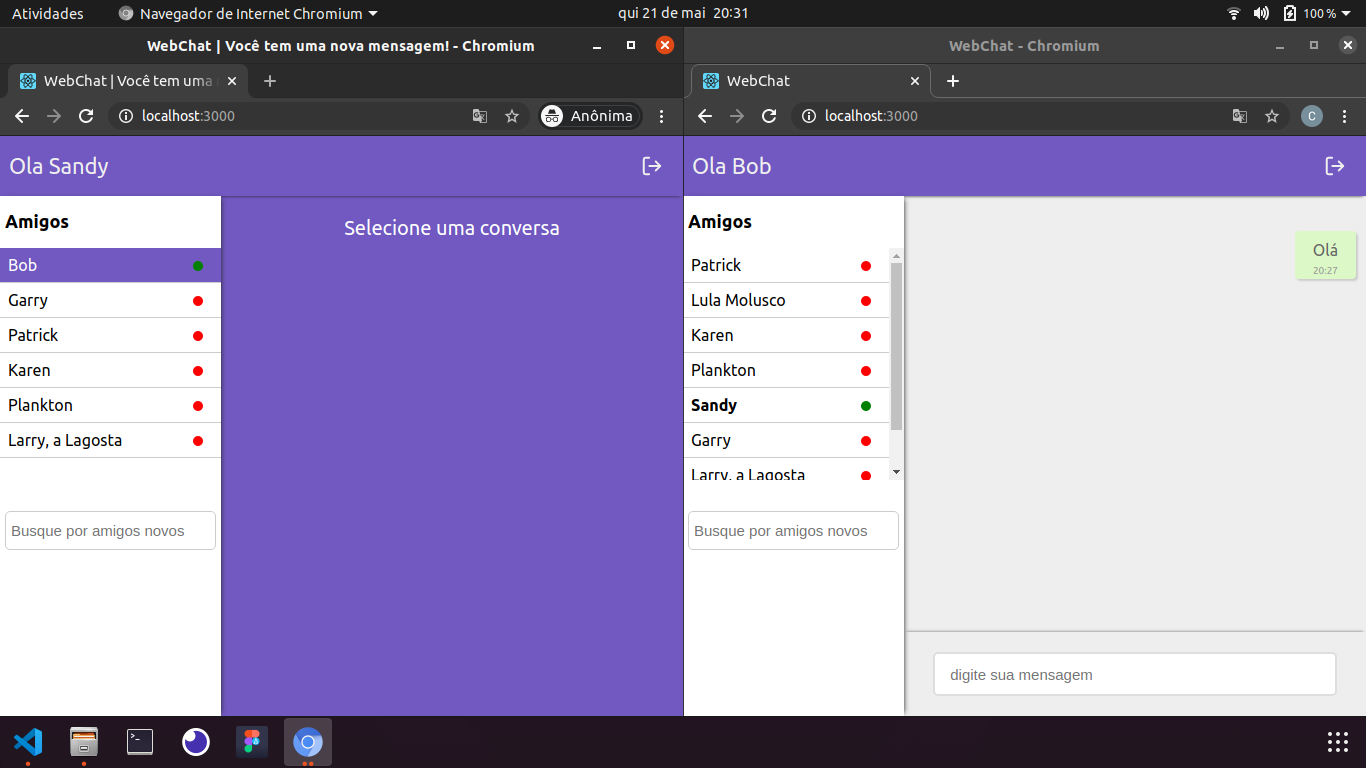 Atividades
Navegador de Internet Chromium
qui 21 de mai 20:31
100 %
WebChat | Você tem uma nova mensagem! - Chromium
WebChat | Você tem uma
localhost:3000
Anônima
Ola Sandy
Amigos
Bob
Garry
Patrick
Karen
Plankton
Larry, a Lagosta
Busque por amigos novos
Selecione uma conversa
WebChat - Chromium
WebChat
localhost:3000
C
Ola Bob
Amigos
Patrick
Lula Molusco
Karen
Plankton
Sandy
Garry
Larry, a Lagosta
Busque por amigos novos
Olá
20:27
digite sua mensagem